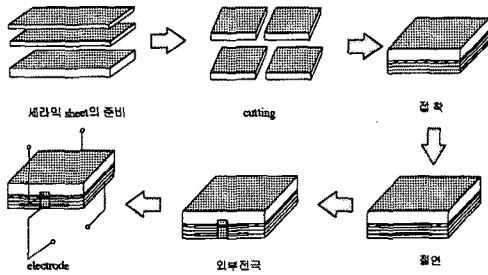 세라믹 sheet의 준비
cutting
접 착
절연
외부전극
electrode